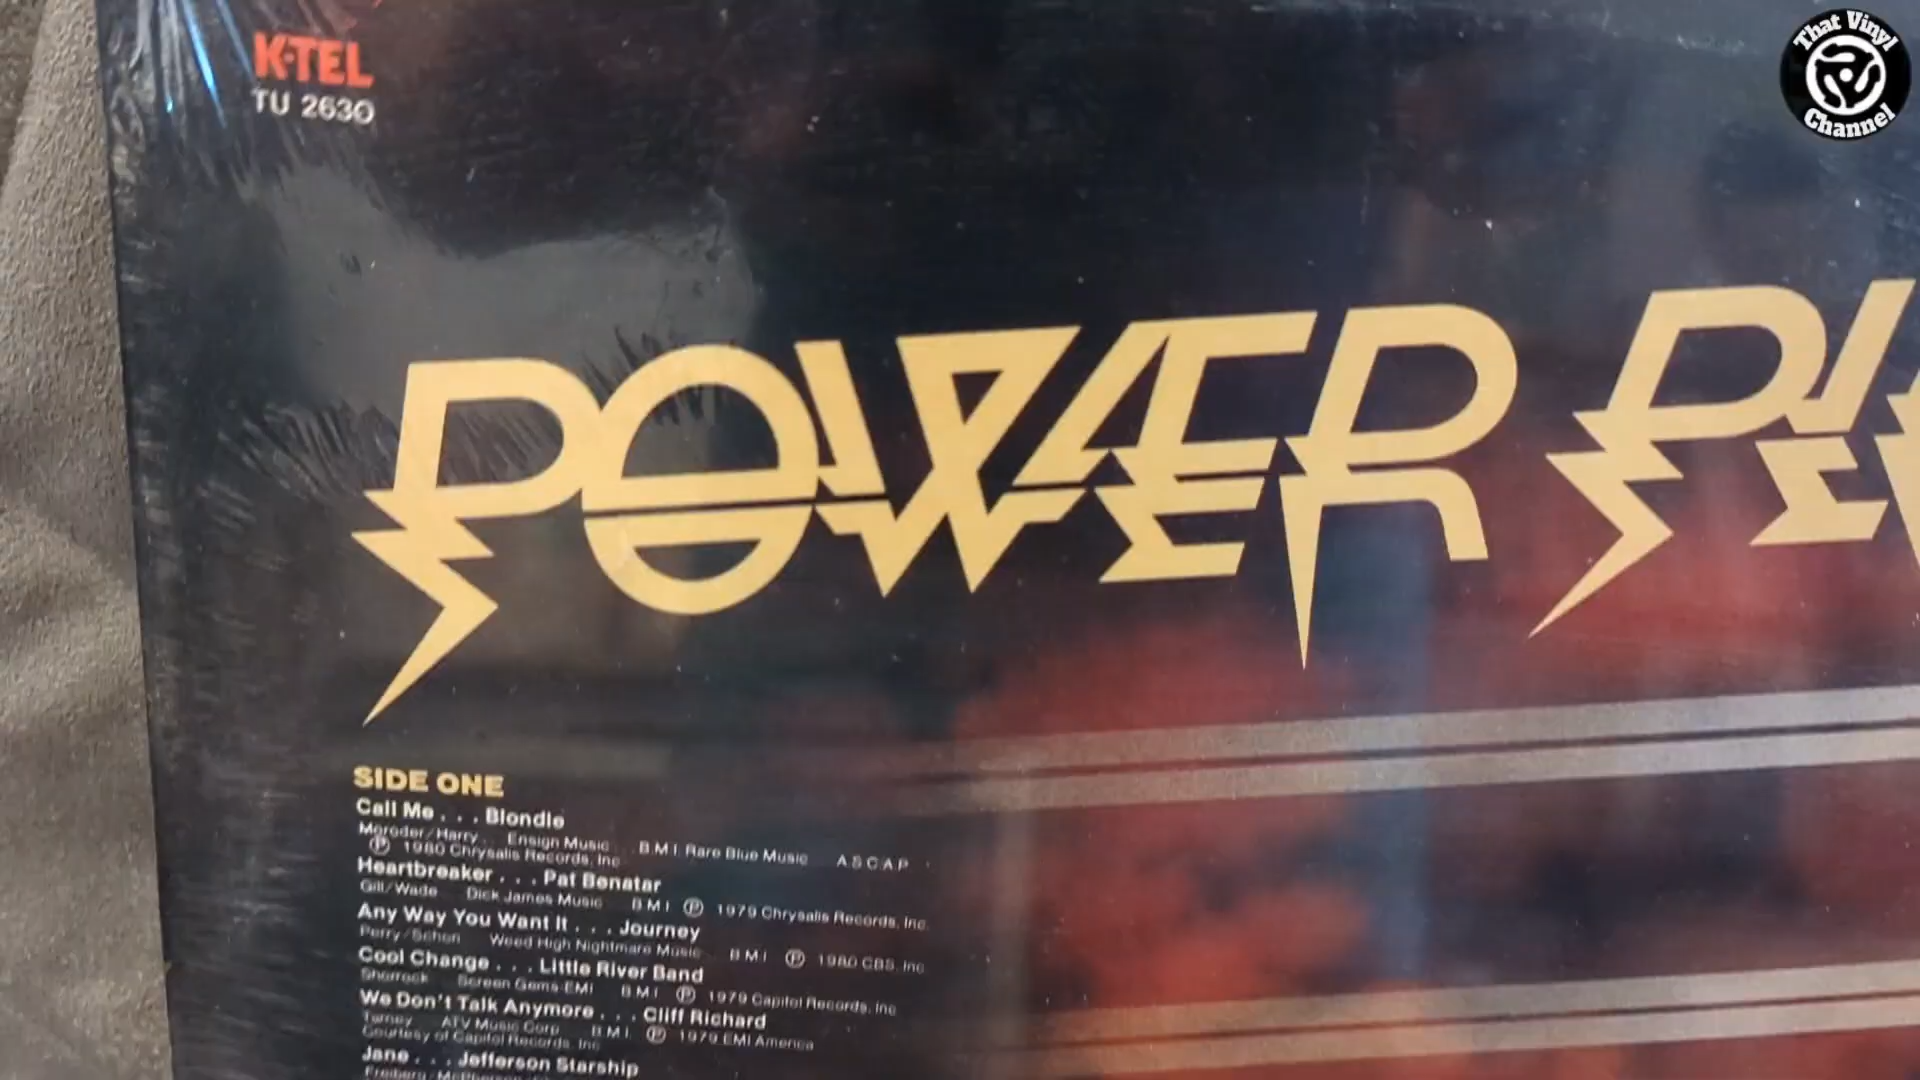 K-TEL
TU 2630
That Vinyl
Channel
POWER
SIDE ONE
Call Me . . . Blondie
Moroder/Harry Ensign Music B.M.I. Rare Blue Music A.S.C.A.P.
Ⓟ 1980 Chrysalis Records, Inc.
Heartbreaker . . . Pat Benatar
Gill/Wade Dick James Music B.M.I. Ⓟ 1979 Chrysalis Records, Inc.
Any Way You Want It . . . Journey
Perry/Schon Weed High Nightmare Music B.M.I. Ⓟ 1980 CBS, Inc.
Cool Change . . . Little River Band
Shorrock Screen Gems-EMI B.M.I. Ⓟ 1979 Capitol Records, Inc.
We Don't Talk Anymore . . . Cliff Richard
Tarney ATV Music Corp. B.M.I. Ⓟ 1979 EMI America
Courtesy of Capitol Records, Inc.
Jane . . . Jefferson Starship